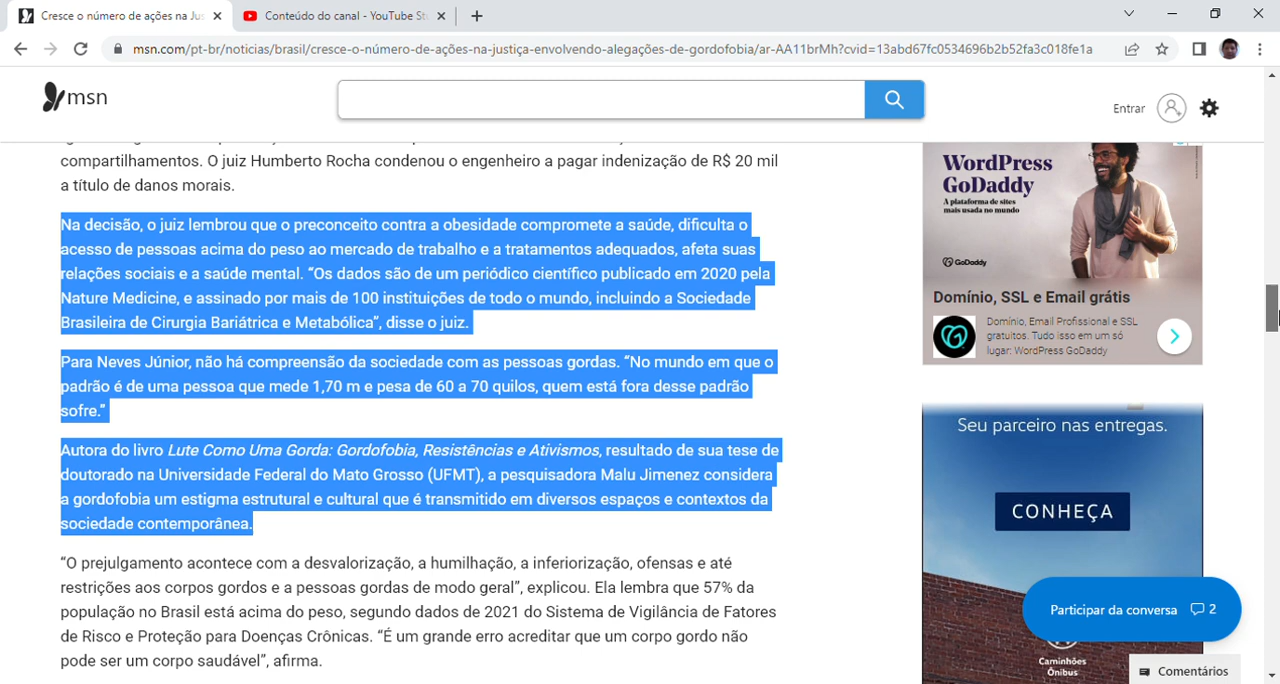 Cresce o número de ações na Jus
Conteúdo do canal - YouTube St
msn.com/pt-br/noticias/brasil/cresce-o-número-de-ações-na-justiça-envolvendo-alegações-de-gordofobia/ar-AA11brMh?cvid=13abd67fc0534696b2b52fa3c018fe1a
msn
Entrar
compartilhamentos. O juiz Humberto Rocha condenou o engenheiro a pagar indenização de R$ 20 mil
a título de danos morais.
Na decisão, o juiz lembrou que o preconceito contra a obesidade compromete a saúde, dificulta o
acesso de pessoas acima do peso ao mercado de trabalho e a tratamentos adequados, afeta suas
relações sociais e a saúde mental. “Os dados são de um periódico científico publicado em 2020 pela
Nature Medicine, e assinado por mais de 100 instituições de todo o mundo, incluindo a Sociedade
Brasileira de Cirurgia Bariátrica e Metabólica”, disse o juiz.
Para Neves Júnior, não há compreensão da sociedade com as pessoas gordas. “No mundo em que o
padrão é de uma pessoa que mede 1,70 m e pesa de 60 a 70 quilos, quem está fora desse padrão
sofre.”
Autora do livro Lute Como Uma Gorda: Gordofobia, Resistências e Ativismos, resultado de sua tese de
doutorado na Universidade Federal do Mato Grosso (UFMT), a pesquisadora Malu Jimenez considera
a gordofobia um estigma estrutural e cultural que é transmitido em diversos espaços e contextos da
sociedade contemporânea.
“O prejulgamento acontece com a desvalorização, a humilhação, a inferiorização, ofensas e até
restrições aos corpos gordos e a pessoas gordas de modo geral”, explicou. Ela lembra que 57% da
população no Brasil está acima do peso, segundo dados de 2021 do Sistema de Vigilância de Fatores
de Risco e Proteção para Doenças Crônicas. “É um grande erro acreditar que um corpo gordo não
pode ser um corpo saudável”, afirma.
WordPress
GoDaddy
A plataforma de sites
mais usada no mundo
GoDaddy
Domínio, SSL e Email grátis
Domínio, Email Profissional e SSL
gratuitos. Tudo isso em um só
lugar: WordPress GoDaddy
Seu parceiro nas entregas.
CONHEÇA
Participar da conversa 2
Caminhões
Ônibus
Comentários